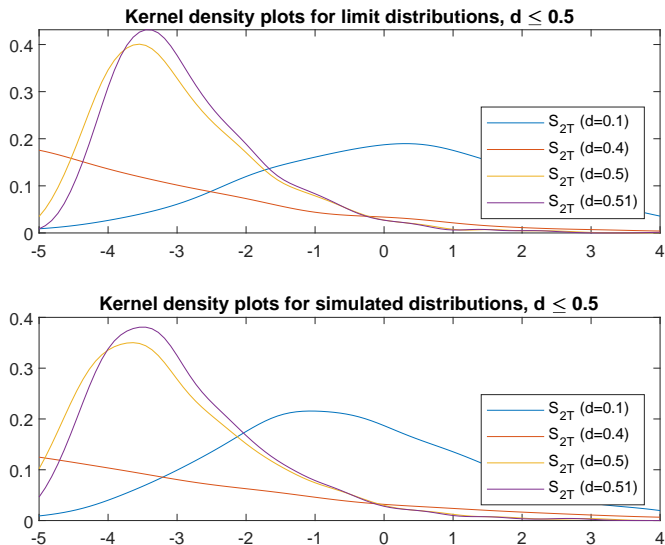 Kernel density plots for limit distributions, d ≤ 0.5
0.4
0.3
0.2
0.1
0
-5 -4 -3 -2 -1 0 1 2 3 4
S2T (d=0.1)
S2T (d=0.4)
S2T (d=0.5)
S2T (d=0.51)
Kernel density plots for simulated distributions, d ≤ 0.5
0.4
0.3
0.2
0.1
0
-5 -4 -3 -2 -1 0 1 2 3 4
S2T (d=0.1)
S2T (d=0.4)
S2T (d=0.5)
S2T (d=0.51)